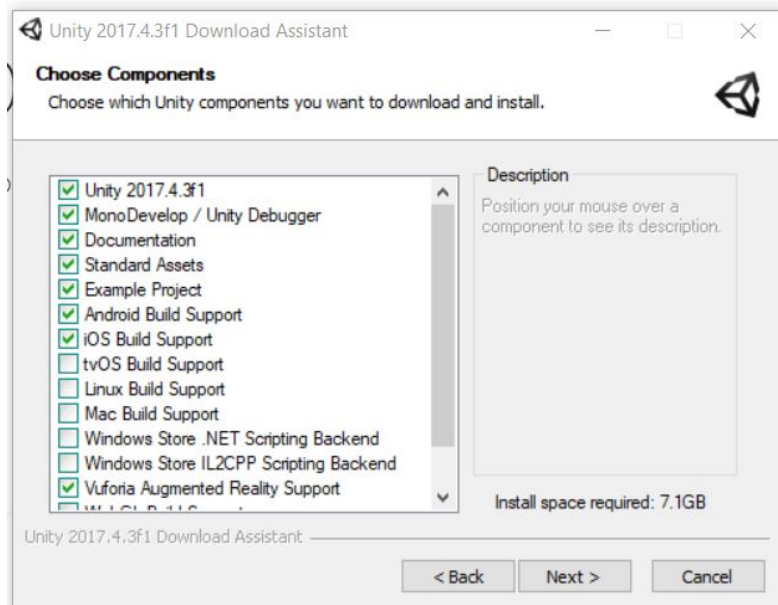 Unity 2017.4.3f1 Download Assistant
Choose Components
Choose which Unity components you want to download and install.
Unity 2017.4.3f1
MonoDevelop / Unity Debugger
Documentation
Standard Assets
Example Project
Android Build Support
iOS Build Support
tvOS Build Support
Linux Build Support
Mac Build Support
Windows Store .NET Scripting Backend
Windows Store IL2CPP Scripting Backend
Vuforia Augmented Reality Support
Description
Position your mouse over a
component to see its description.
Install space required: 7.1GB
Unity 2017.4.3f1 Download Assistant
< Back
Next >
Cancel